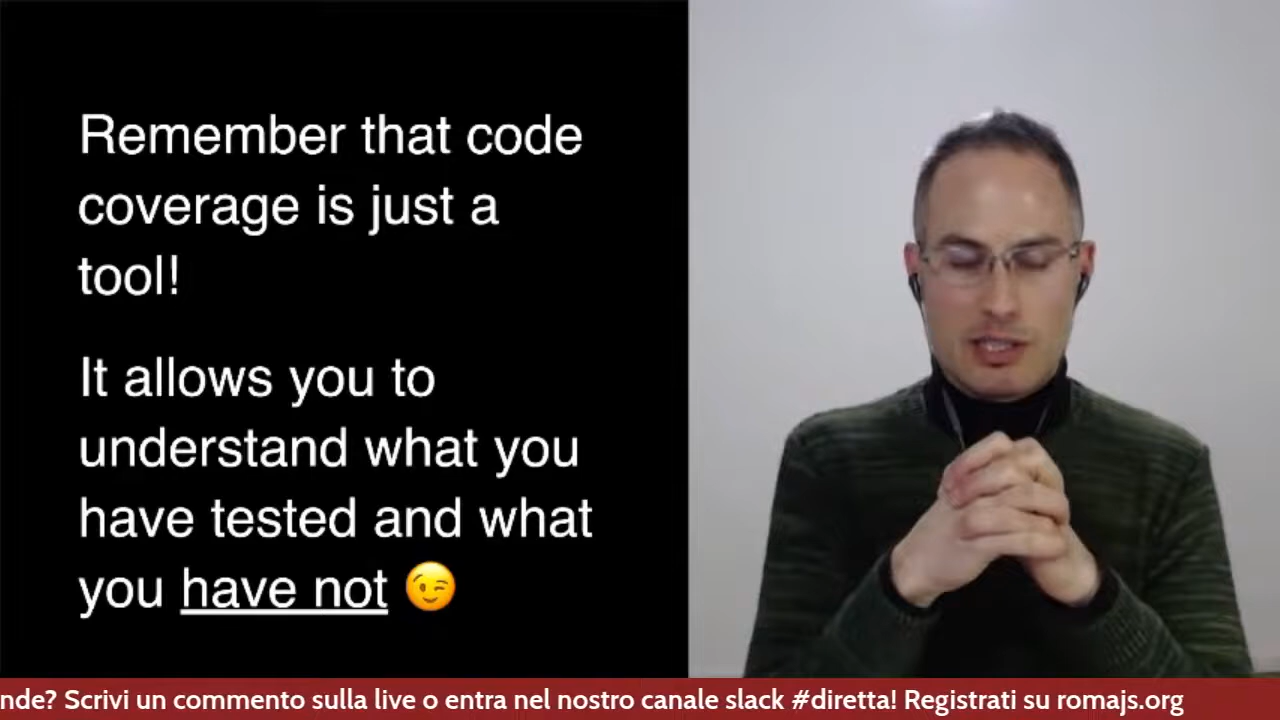 Remember that code
coverage is just a
tool!
It allows you to
understand what you
have tested and what
you have not 😉
nde? Scrivi un commento sulla live o entra nel nostro canale slack #diretta! Registrati su romajs.org